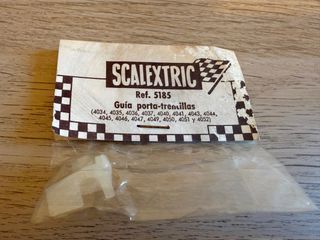 SCALEXTRIC
Ref. 5185
Guía porta-trencillas
(4034, 4035, 4036, 4037, 4040, 4041, 4043, 4044,
4045, 4046, 4047, 4049, 4050, 4051 y 4052)